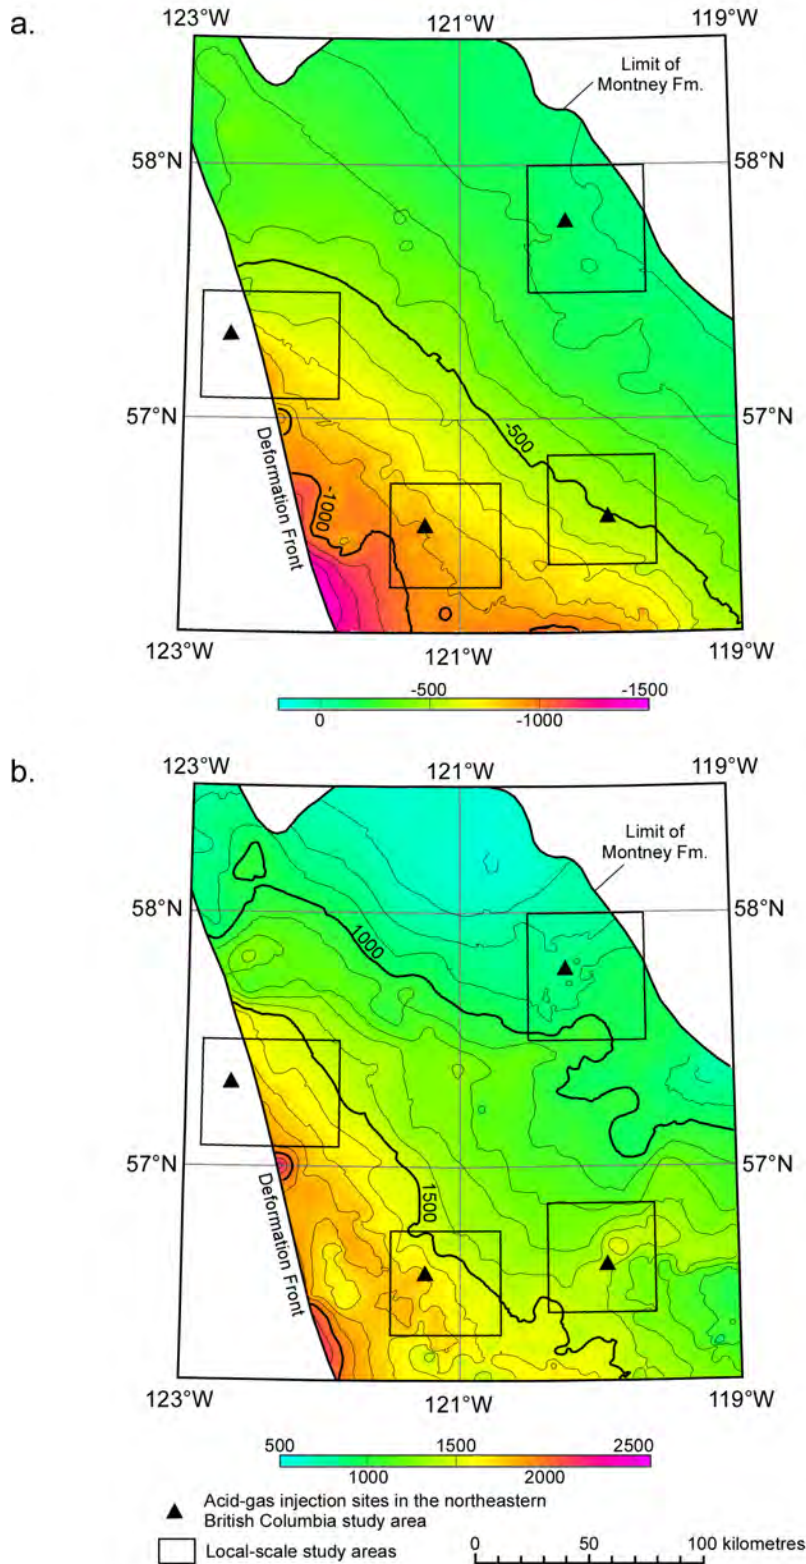 a.
123°W
121°W
119°W
Limit of
Montney Fm.
58°N
57°N
-500
-1000
Deformation Front
123°W
121°W
119°W
-500
-1500
0
-1000
b.
123°W
121°W
119°W
Limit of
Montney Fm.
58°N
58°N
1000
57°N
57°N
1500
Deformation Front
123°W
121°W
119°W
500
1500
2500
1000
2000
Acid-gas injection sites in the northeastern
British Columbia study area
Local-scale study areas
0
50
100 kilometres
58°N
57°N